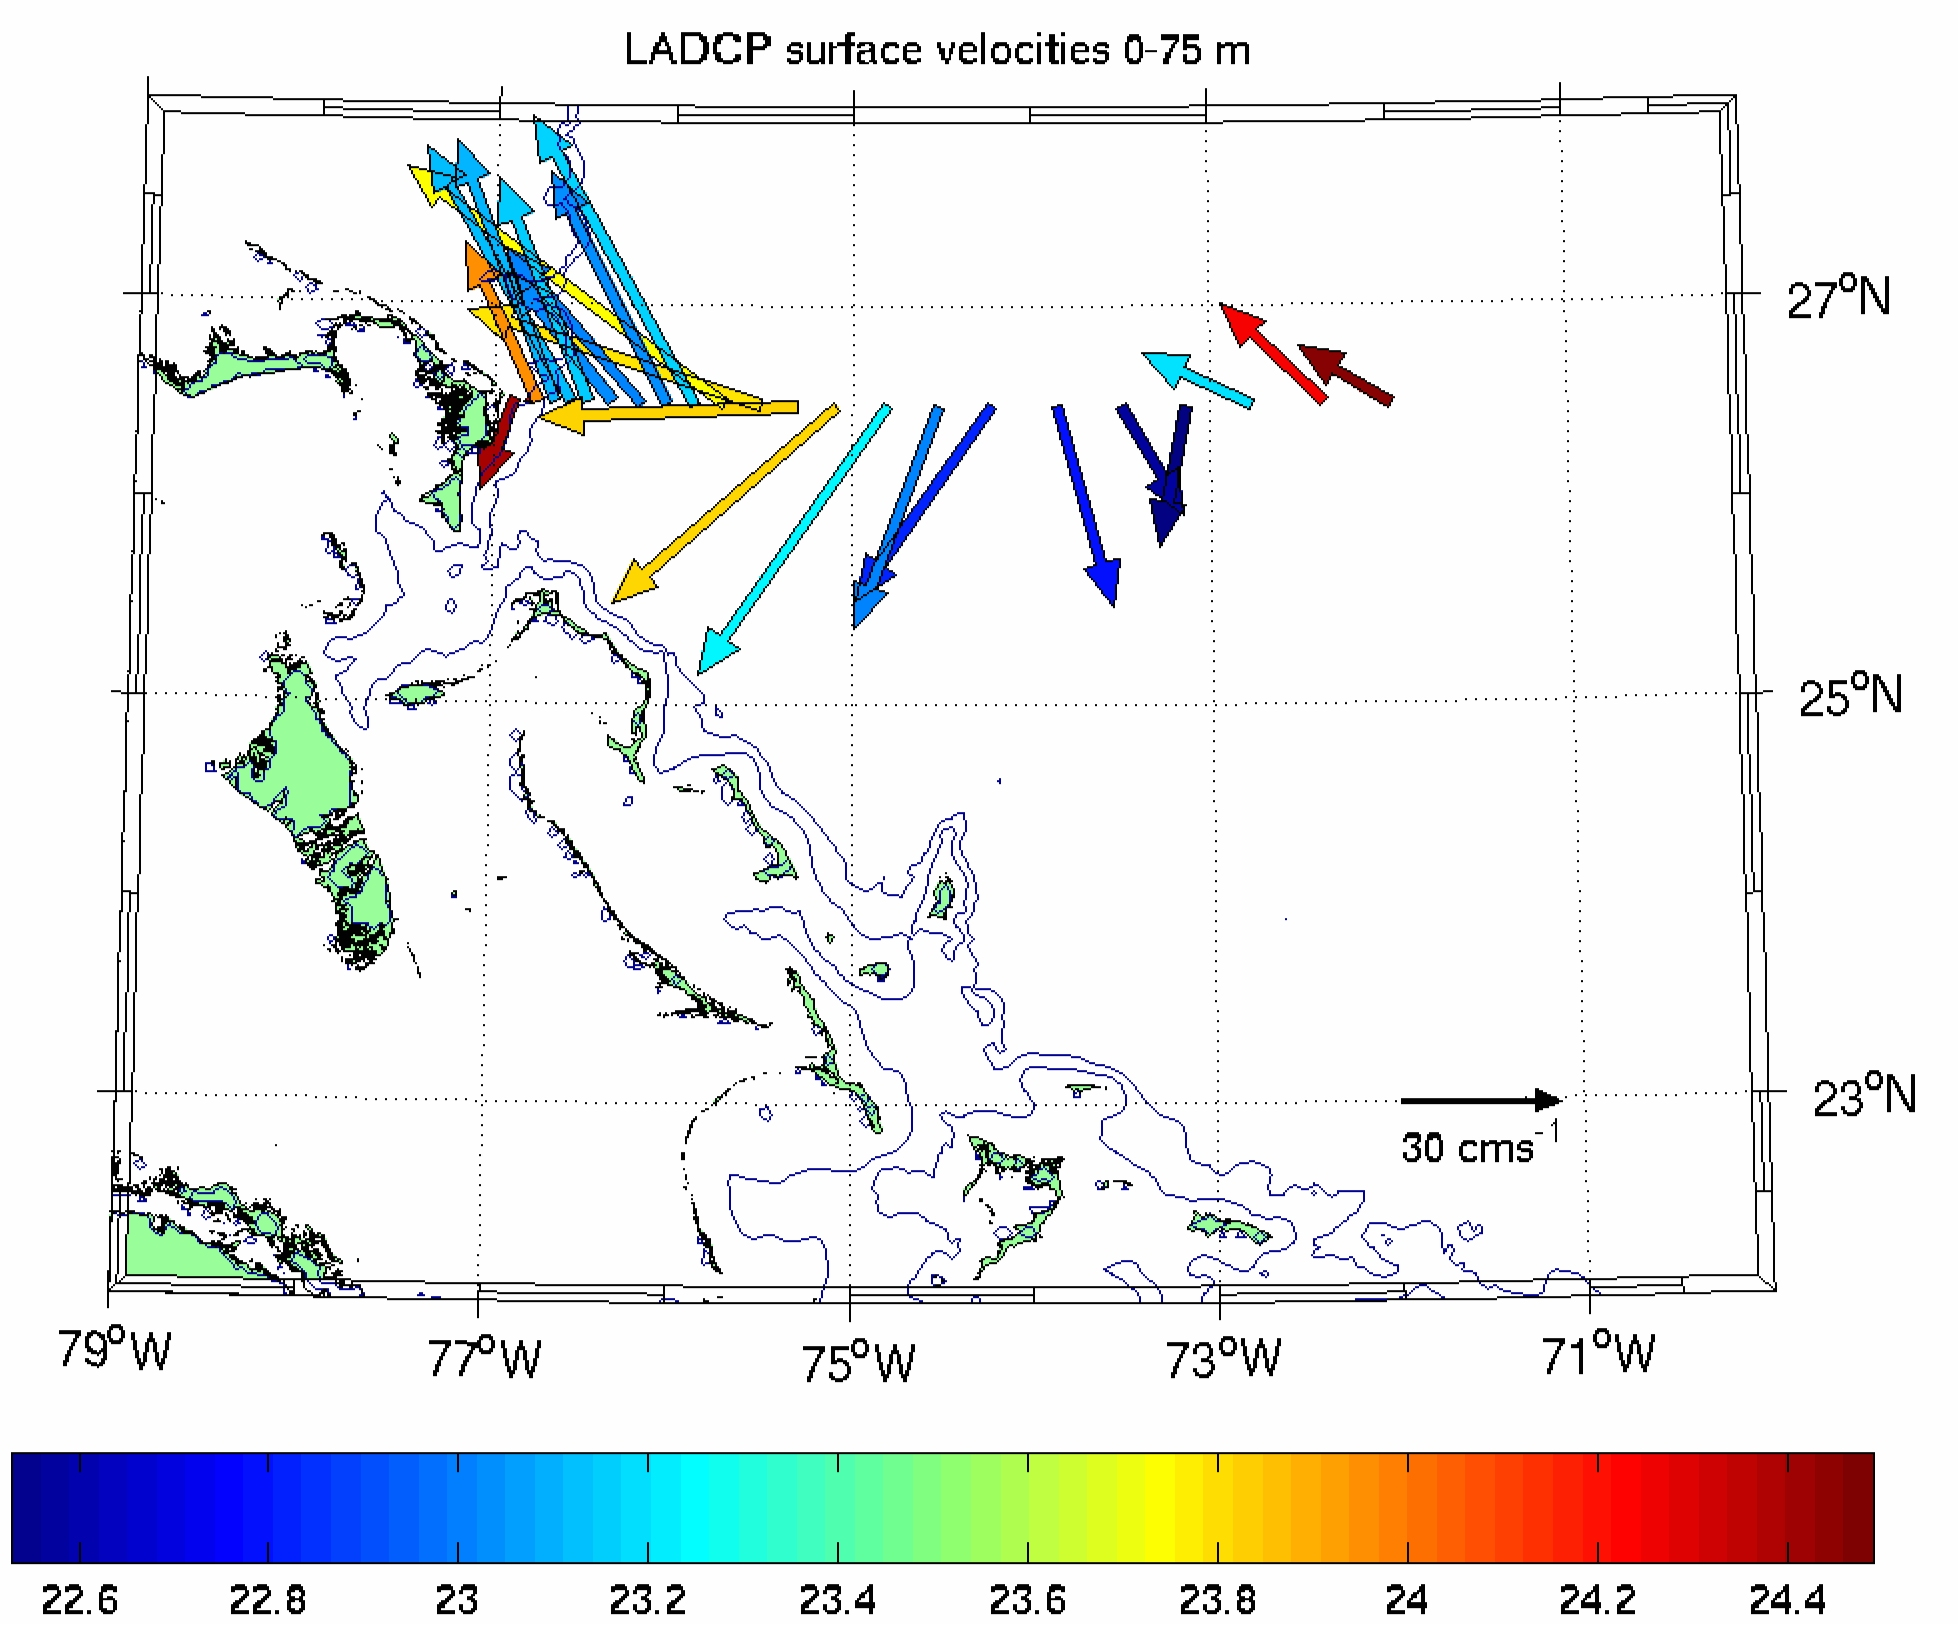 LADCP surface velocities 0-75 m
27°N
25°N
23°N
30 cms⁻¹
79°W 77°W 75°W 73°W 71°W
22.6 22.8 23 23.2 23.4 23.6 23.8 24 24.2 24.4